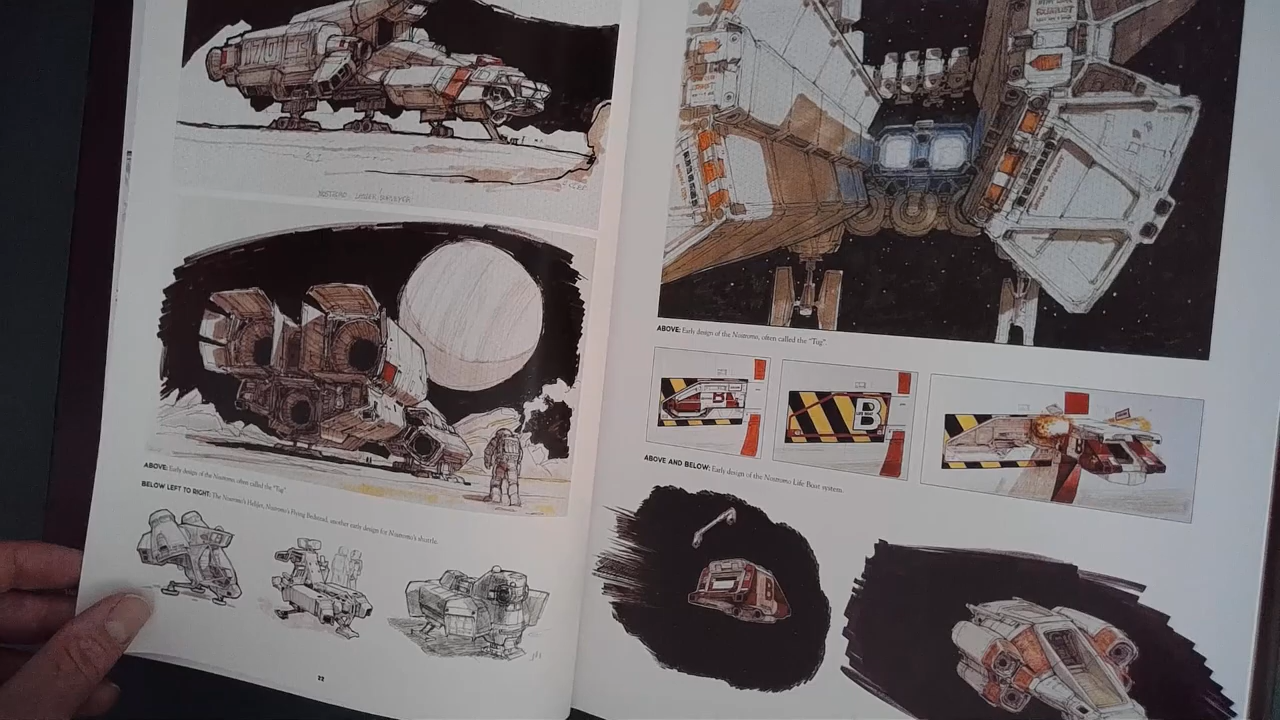 ABOVE: Early design of the Nostromo often called the "Tug"
BELOW LEFT TO RIGHT: The Nostromo's Helijet, Nostromo's Flying Bedstead, another early design for Nostromo's shuttle.
22
ABOVE: Early design of the Nostromo, often called the "Tug".
B
B
ABOVE AND BELOW: Early design of the Nostromo Life Boat system.